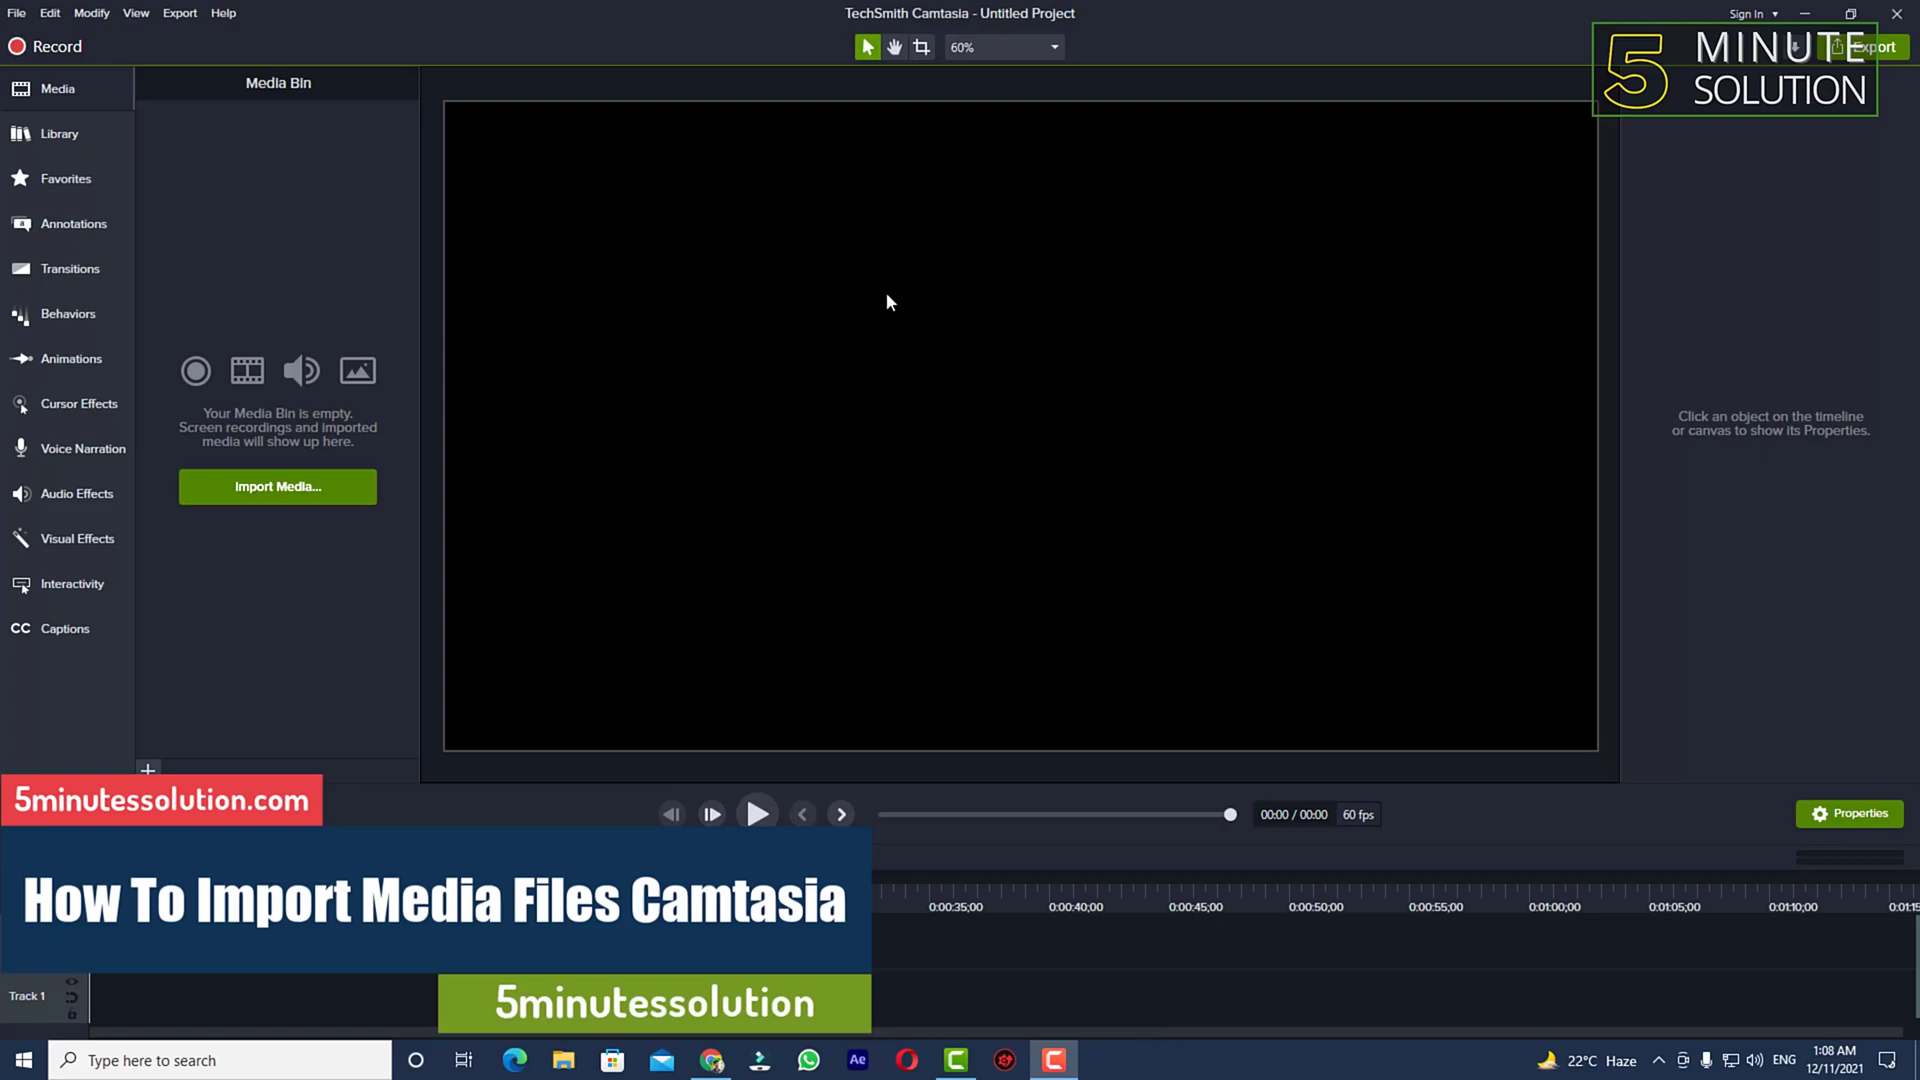 File Edit Modify View Export Help
TechSmith Camtasia - Untitled Project
Sign In
Record
60%
Export
5 MINUTE
SOLUTION
Media
Library
Favorites
Annotations
Transitions
Behaviors
Animations
Cursor Effects
Voice Narration
Audio Effects
Visual Effects
Interactivity
CC Captions
Media Bin
Your Media Bin is empty.
Screen recordings and imported
media will show up here.
Import Media...
Click an object on the timeline
or canvas to show its Properties.
00:00 / 00:00 60 fps
Properties
5minutessolution.com
How To Import Media Files Camtasia
5minutessolution
0:00:35;00 0:00:40;00 0:00:45;00 0:00:50;00 0:00:55;00 0:01:00;00 0:01:05;00 0:01:10;00 0:01:15
Track 1
Type here to search
Ae
22°C Haze
ENG
1:08 AM
12/11/2021